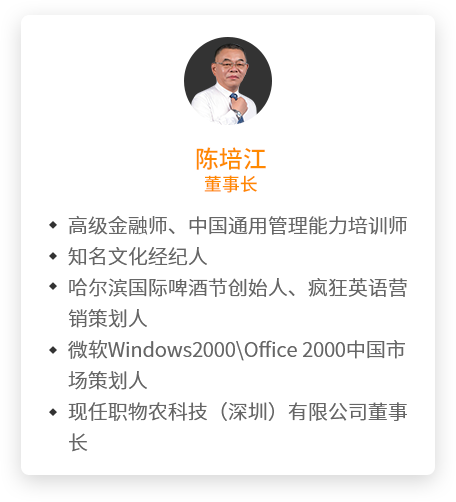 陈培江
董事长
高级金融师、中国通用管理能力培训师
知名文化经纪人
哈尔滨国际啤酒节创始人、疯狂英语营
销策划人
微软Windows2000\Office 2000中国市
场策划人
现任职物农科技（深圳）有限公司董事
长